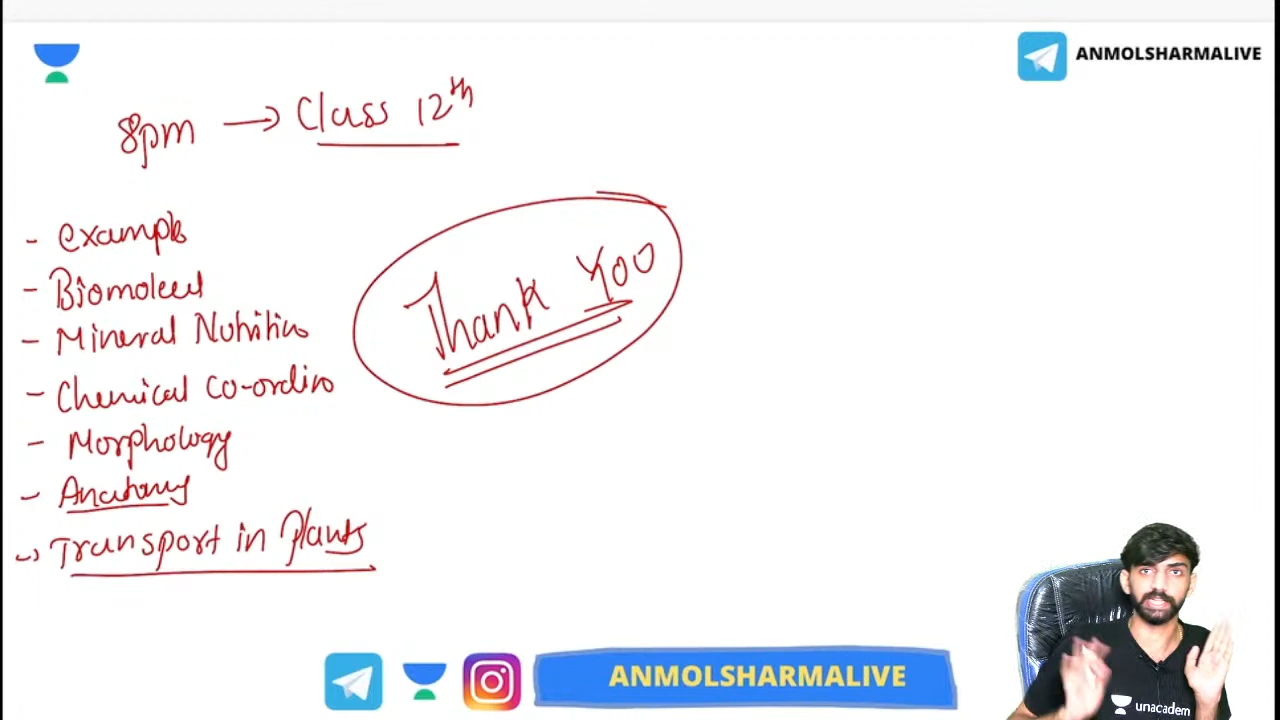 ANMOLSHARMALIVE
8pm → Class 12th
- example
- Biomolecul
- Mineral Nutrition
- Chemical Co-ordin
- Morphology
- Anatomy
→ Transport in Plants
Thank You
ANMOLSHARMALIVE
unacadem